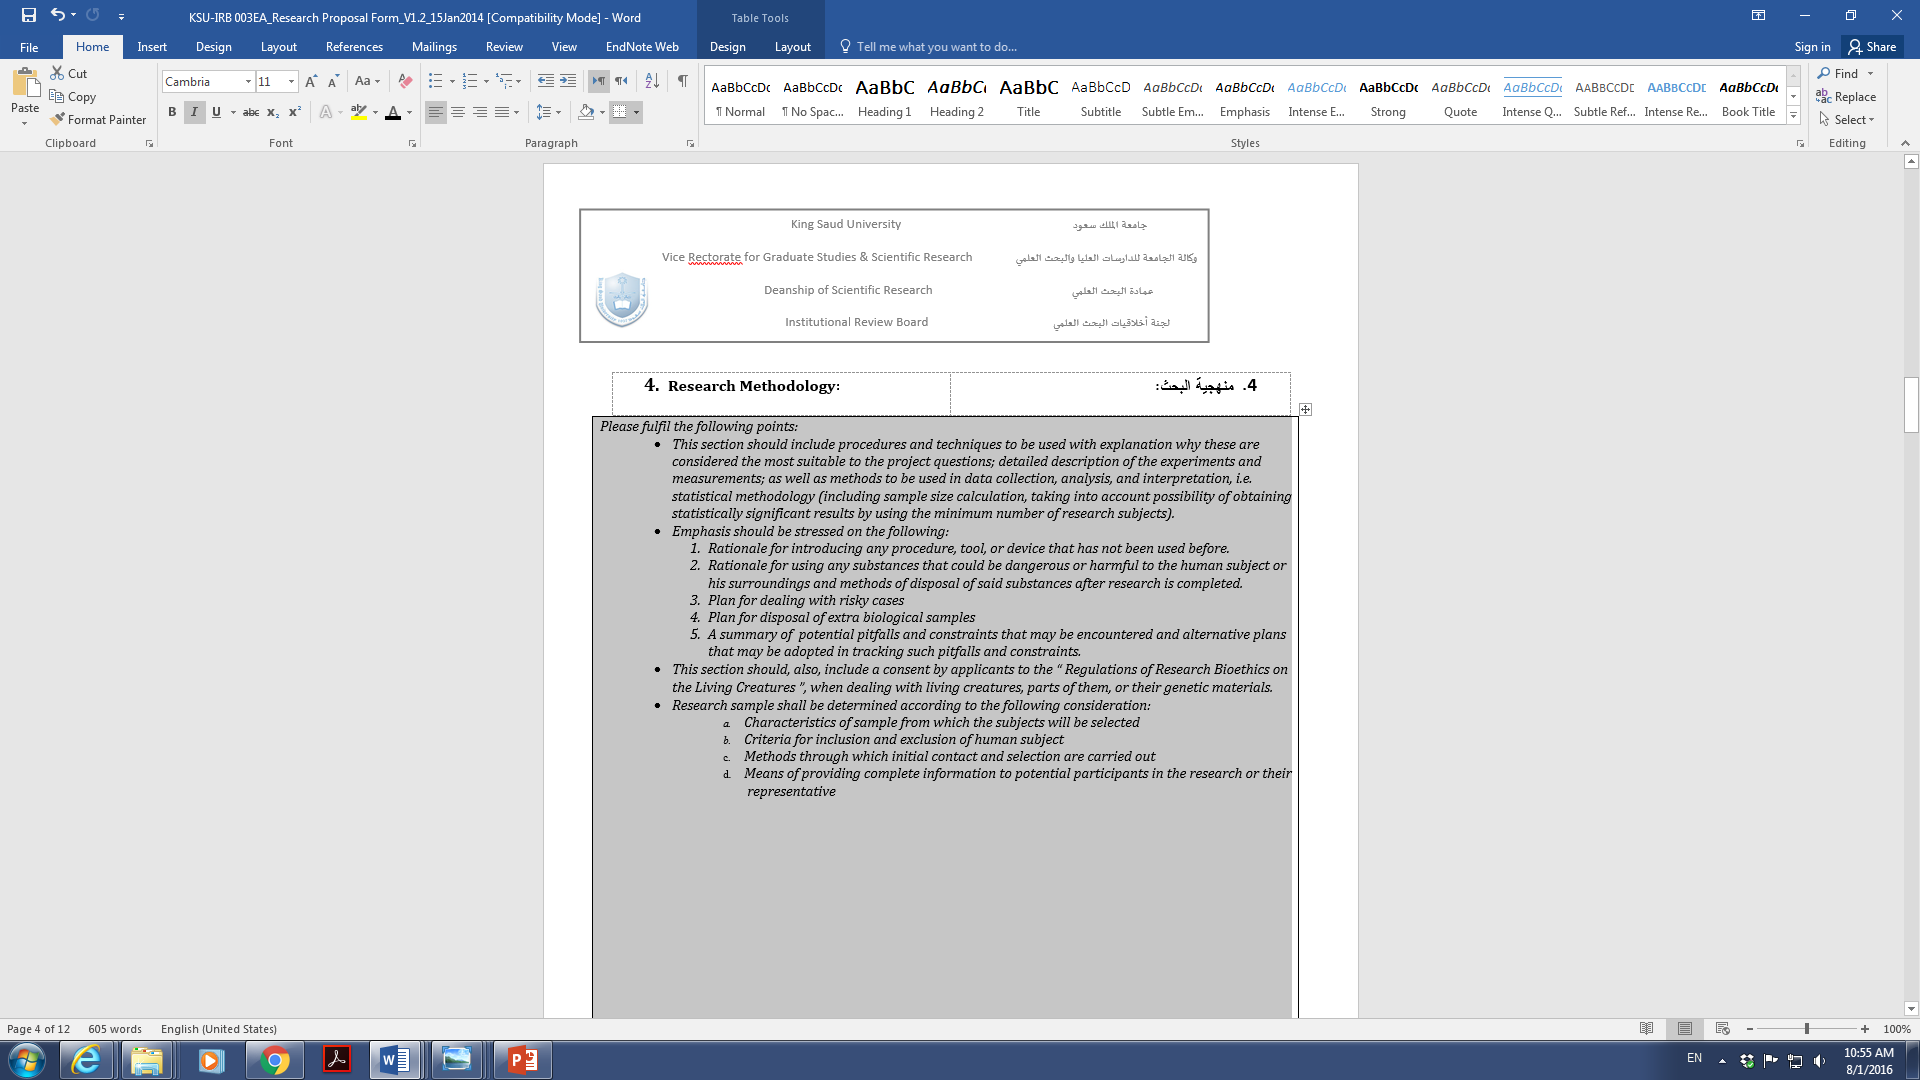 KSU-IRB 003EA_Research Proposal Form_V1.2_15Jan2014 [Compatibility Mode] - Word
Table Tools
File Home Insert Design Layout References Mailings Review View EndNote Web Design Layout Tell me what you want to do... Sign in Share
Paste
Cut
Copy
Format Painter
Clipboard
Cambria 11
Font
Paragraph
AaBbCcDc AaBbCcDc AaBbC AaBbC AaBbC AaBbCcD AaBbCcDc AaBbCcDc AaBbCcDc AaBbCcDc AaBbCcDc AaBbCcDc AABBCCDE AABBCCDE AaBbCcDc
¶ Normal ¶ No Spac... Heading 1 Heading 2 Title Subtitle Subtle Em... Emphasis Intense E... Strong Quote Intense Q... Subtle Ref... Intense Re... Book Title
Styles
Find
Replace
Select
Editing
King Saud University جامعة الملك سعود
Vice Rectorate for Graduate Studies & Scientific Research وكالة الجامعة للدارسات العليا والبحث العلمي
Deanship of Scientific Research عمادة البحث العلمي
Institutional Review Board لجنة أخلاقيات البحث العلمي
4. Research Methodology: 4. منهجية البحث:
Please fulfil the following points:
• This section should include procedures and techniques to be used with explanation why these are
considered the most suitable to the project questions; detailed description of the experiments and
measurements; as well as methods to be used in data collection, analysis, and interpretation, i.e.
statistical methodology (including sample size calculation, taking into account possibility of obtaining
statistically significant results by using the minimum number of research subjects).
• Emphasis should be stressed on the following:
1. Rationale for introducing any procedure, tool, or device that has not been used before.
2. Rationale for using any substances that could be dangerous or harmful to the human subject or
his surroundings and methods of disposal of said substances after research is completed.
3. Plan for dealing with risky cases
4. Plan for disposal of extra biological samples
5. A summary of potential pitfalls and constraints that may be encountered and alternative plans
that may be adopted in tracking such pitfalls and constraints.
• This section should, also, include a consent by applicants to the “ Regulations of Research Bioethics on
the Living Creatures ”, when dealing with living creatures, parts of them, or their genetic materials.
• Research sample shall be determined according to the following consideration:
a. Characteristics of sample from which the subjects will be selected
b. Criteria for inclusion and exclusion of human subject
c. Methods through which initial contact and selection are carried out
d. Means of providing complete information to potential participants in the research or their
representative
Page 4 of 12 605 words English (United States) 100%
EN 10:55 AM
8/1/2016